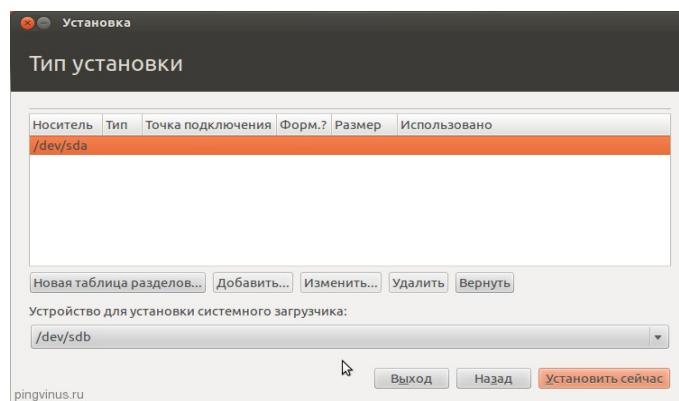 Установка
Тип установки
Носитель Тип Точка подключения Форм.? Размер Использовано
/dev/sda
Новая таблица разделов... Добавить... Изменить... Удалить Вернуть
Устройство для установки системного загрузчика:
/dev/sdb
Выход Назад Установить сейчас
pingvinus.ru